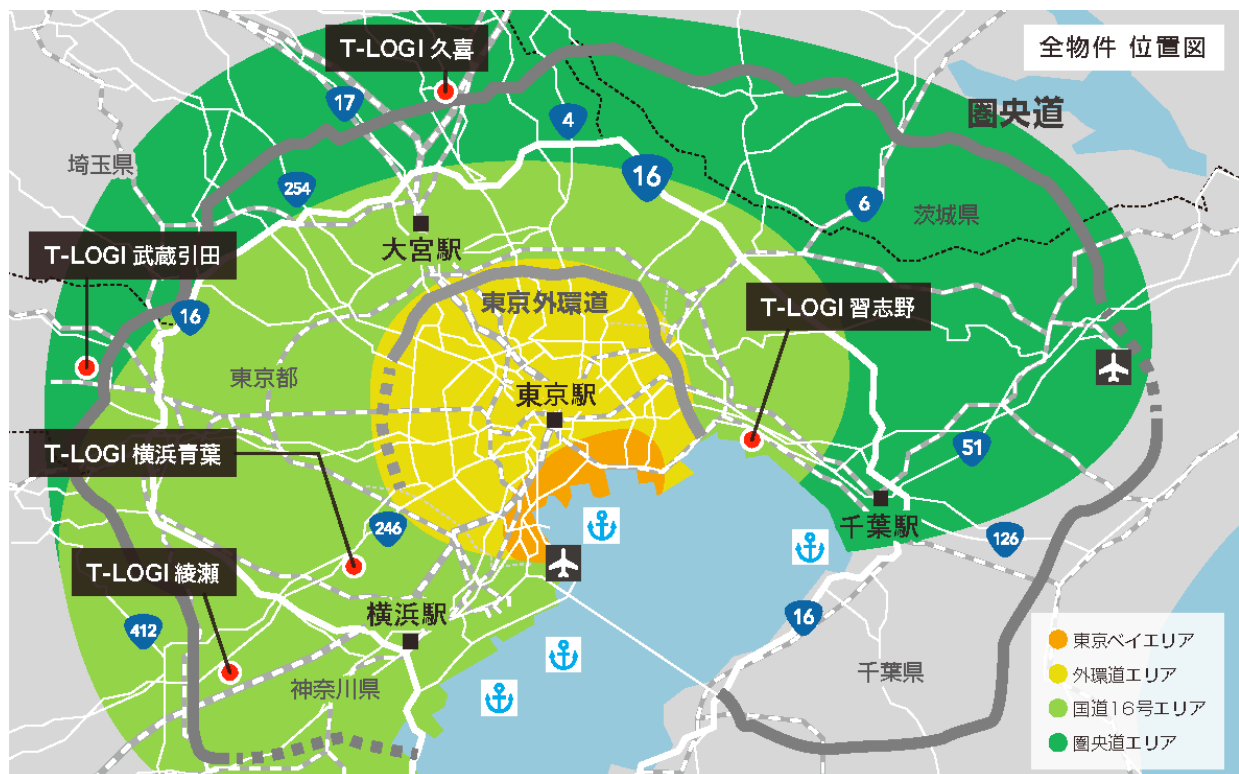 T-LOGI 久喜
全物件 位置図
17
4
圏央道
埼玉県
254
16
6
茨城県
大宮駅
T-LOGI 武蔵引田
16
東京外環道
T-LOGI 習志野
東京都
東京駅
T-LOGI 横浜青葉
51
246
千葉駅
126
T-LOGI 綾瀬
横浜駅
412
16
神奈川県
千葉県
東京ベイエリア
外環道エリア
国道16号エリア
圏央道エリア